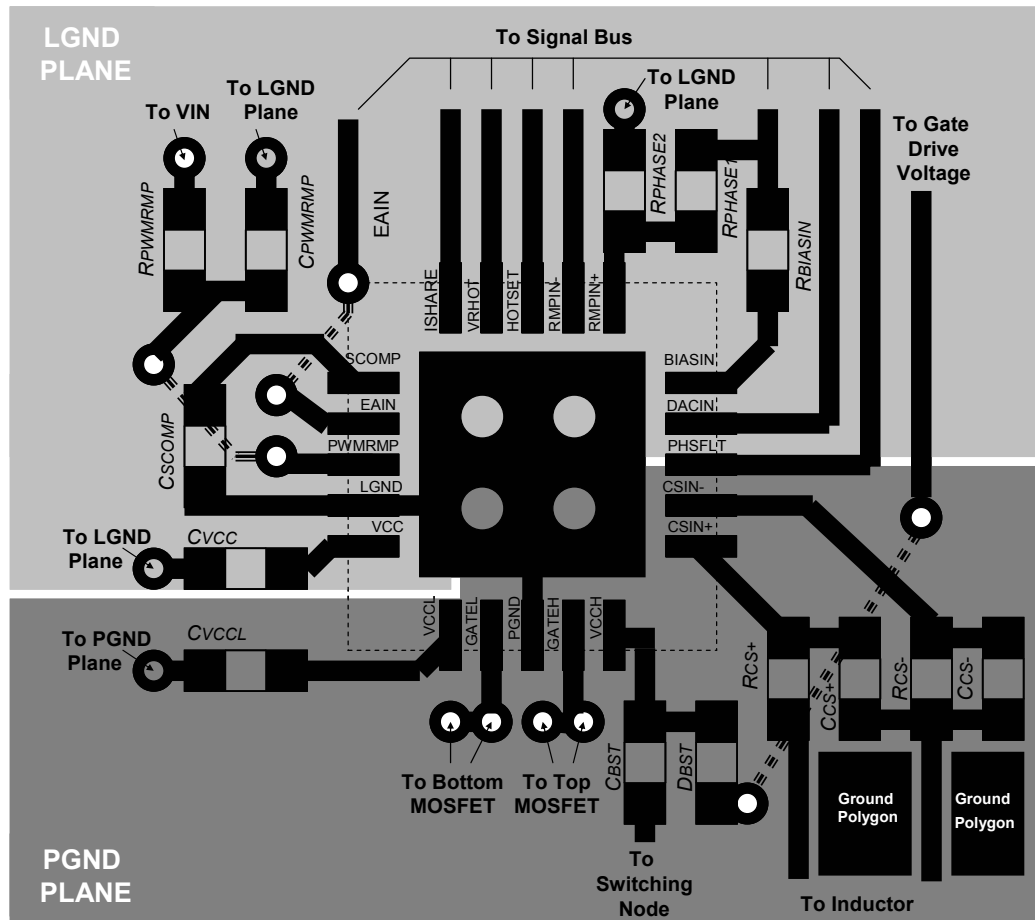 LGND
PLANE
To Signal Bus
To VIN
To LGND
Plane
To LGND
Plane
To Gate
Drive
Voltage
RPWMRMP
CPWMRMP
EAIN
RPHASE2
RPHASE1
RBIASIN
ISHARE
VRHOT
HOTSET
RMPIN-
RMPIN+
SCOMP
EAIN
PWMRMP
LGND
VCC
BIASIN
DACIN
PHSFLT
CSIN-
CSIN+
CSCOMP
To LGND
Plane
CVCC
To PGND
Plane
CVCCL
VCCL
GATEL
PGND
GATEH
VCCH
RCS+
CCS+
RCS-
CCS-
CBST
DBST
To Bottom
MOSFET
To Top
MOSFET
Ground
Polygon
Ground
Polygon
PGND
PLANE
To
Switching
Node
To Inductor